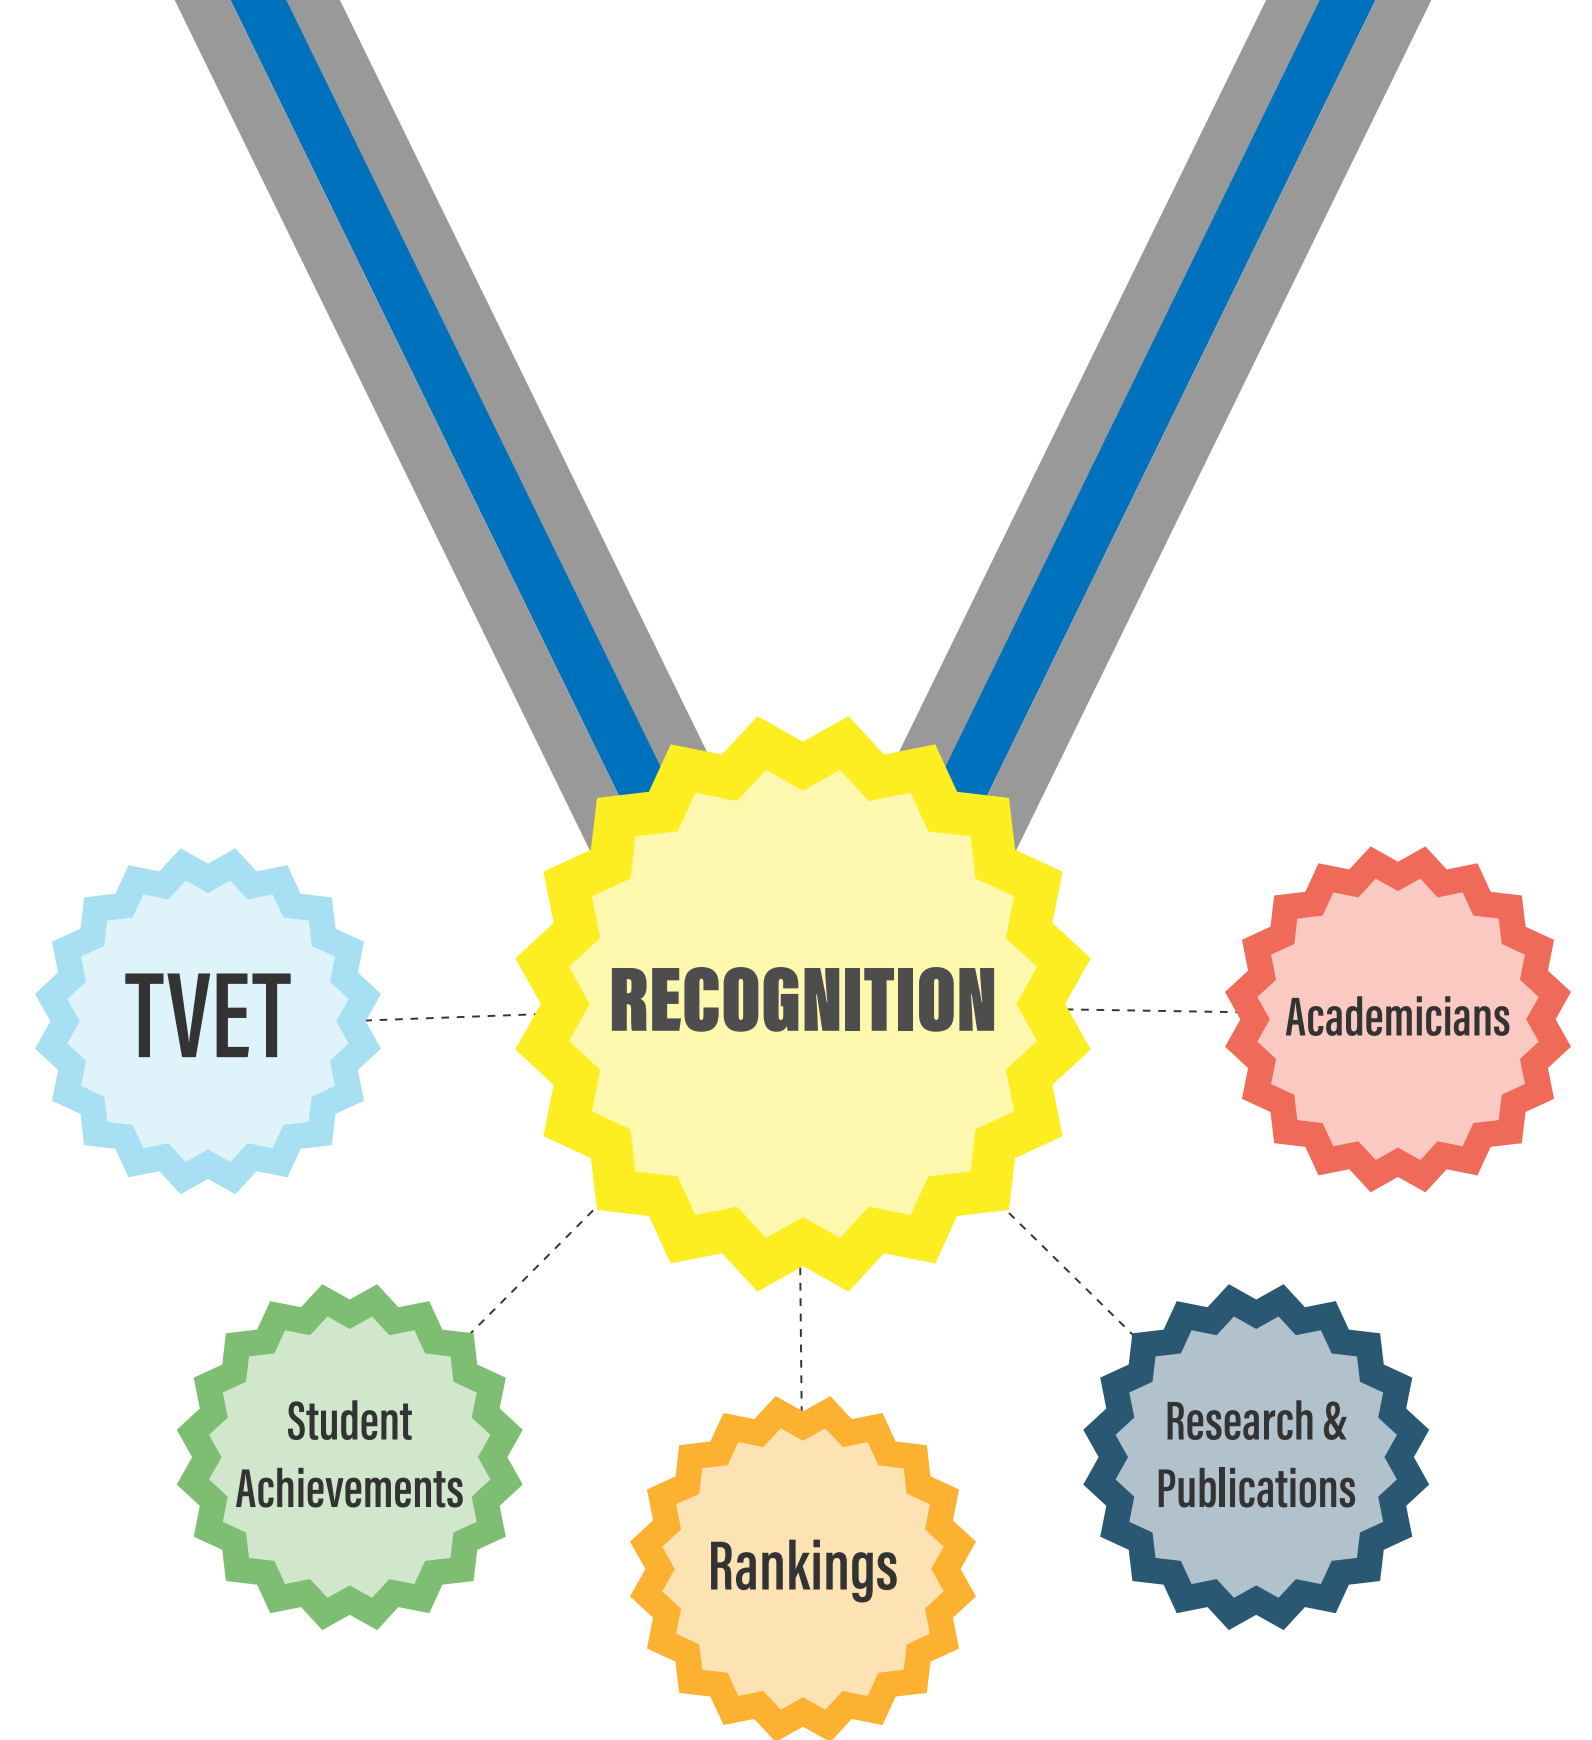 RECOGNITION
TVET
Academicians
Student
Achievements
Research &
Publications
Rankings